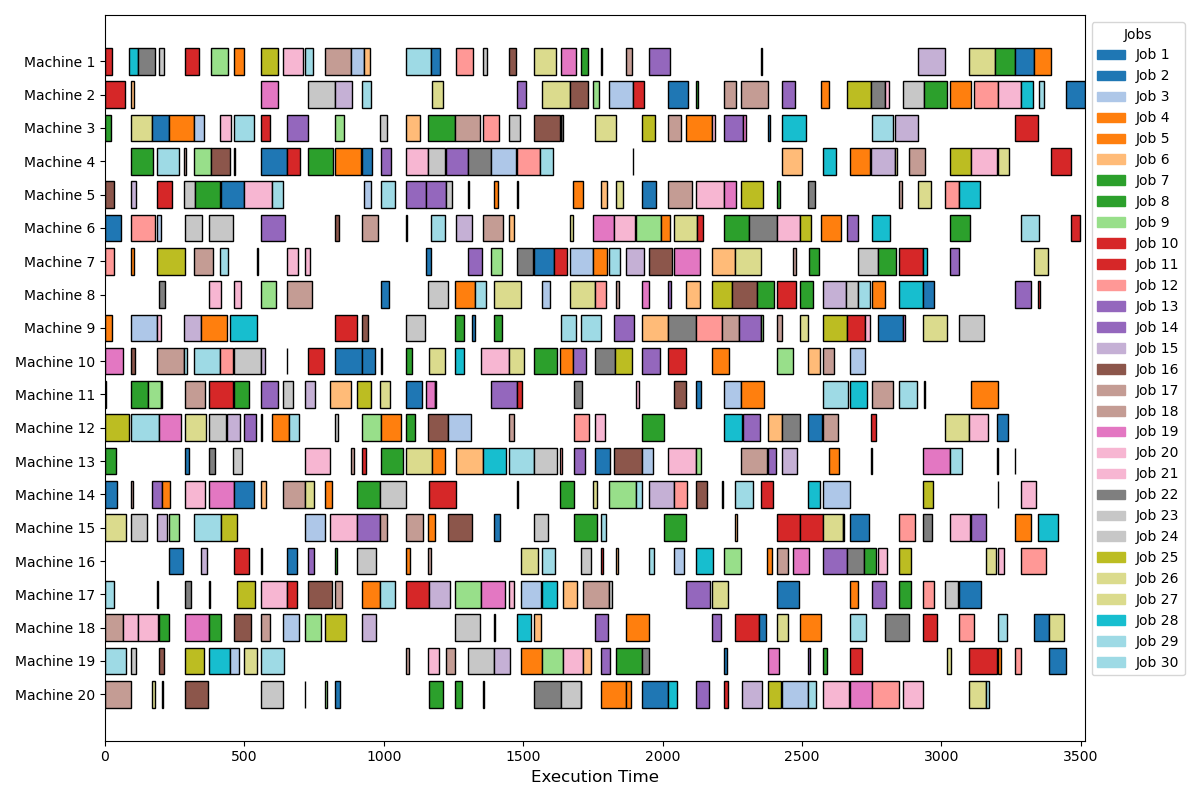 Machine 1
Machine 2
Machine 3
Machine 4
Machine 5
Machine 6
Machine 7
Machine 8
Machine 9
Machine 10
Machine 11
Machine 12
Machine 13
Machine 14
Machine 15
Machine 16
Machine 17
Machine 18
Machine 19
Machine 20
0 500 1000 1500 2000 2500 3000 3500
Execution Time
Jobs
Job 1
Job 2
Job 3
Job 4
Job 5
Job 6
Job 7
Job 8
Job 9
Job 10
Job 11
Job 12
Job 13
Job 14
Job 15
Job 16
Job 17
Job 18
Job 19
Job 20
Job 21
Job 22
Job 23
Job 24
Job 25
Job 26
Job 27
Job 28
Job 29
Job 30